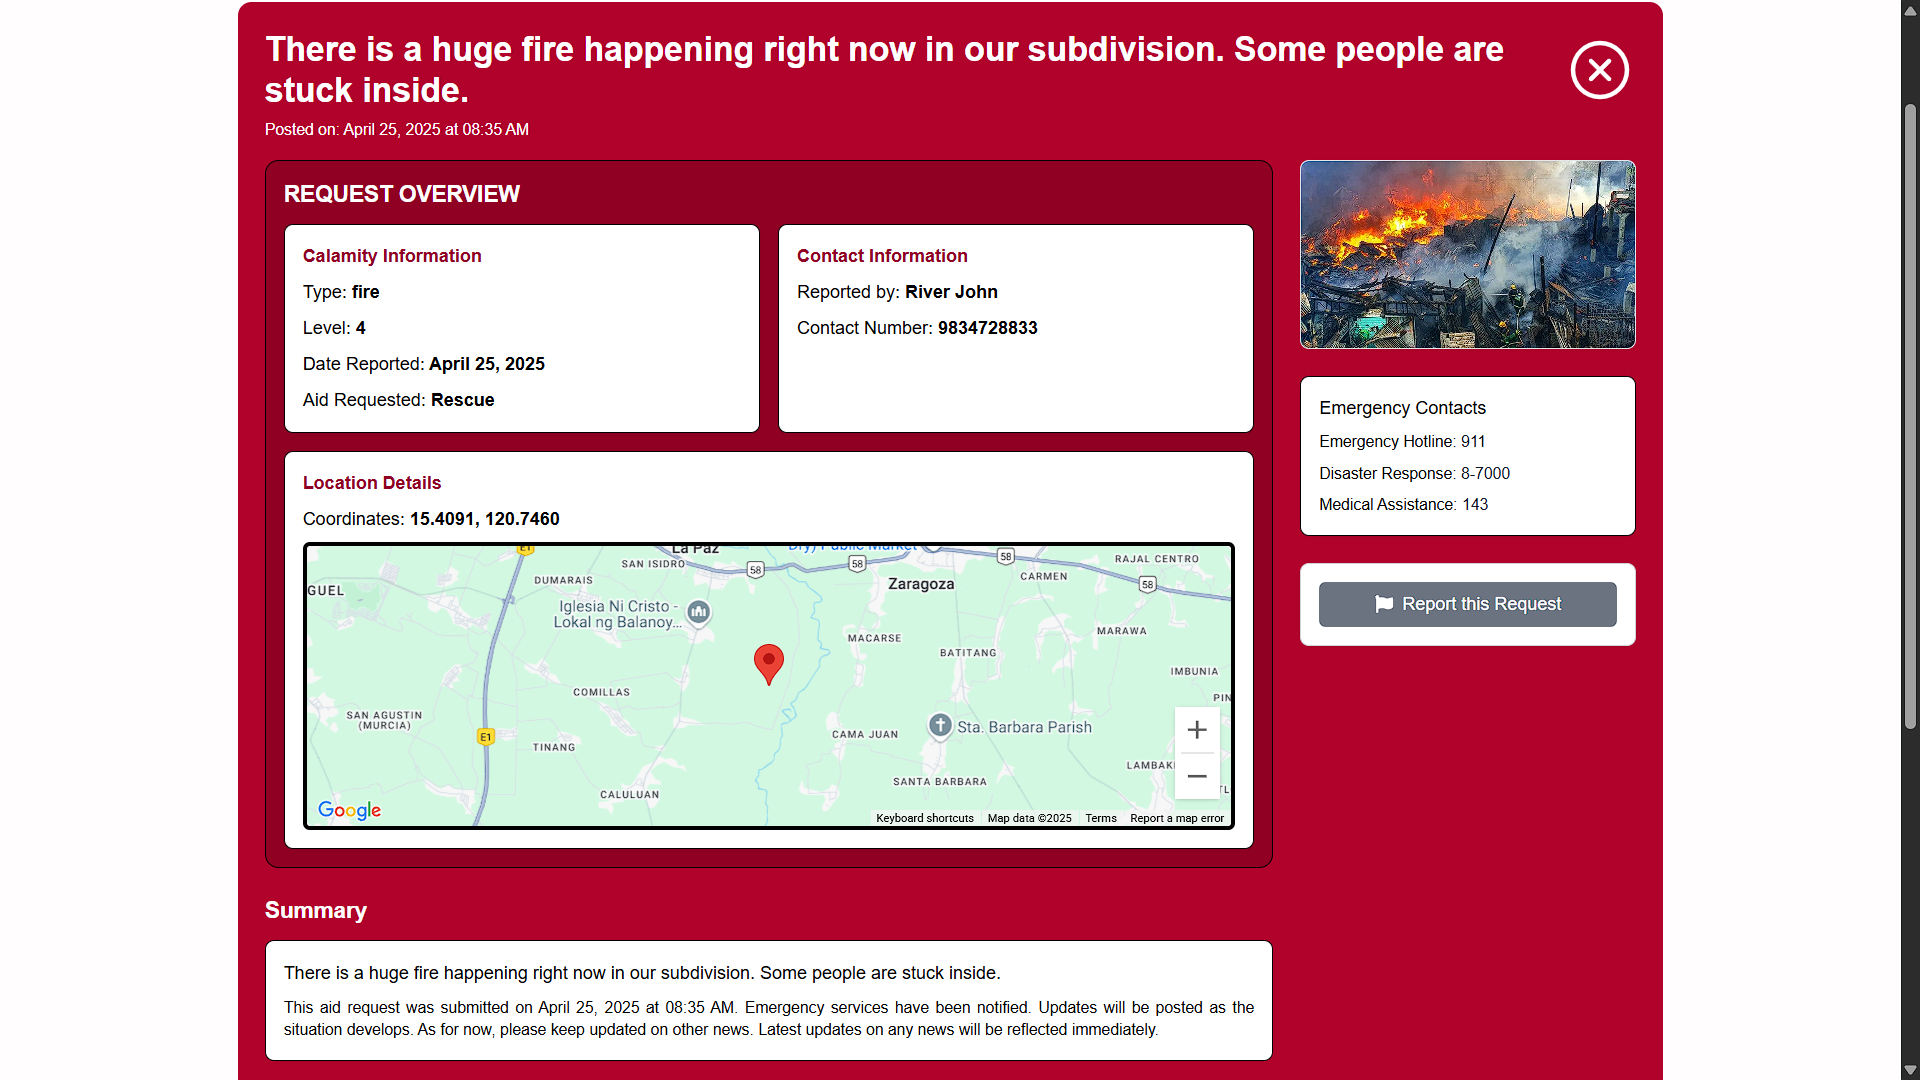 There is a huge fire happening right now in our subdivision. Some people are
stuck inside.
Posted on: April 25, 2025 at 08:35 AM
REQUEST OVERVIEW
Calamity Information
Type: fire
Level: 4
Date Reported: April 25, 2025
Aid Requested: Rescue
Contact Information
Reported by: River John
Contact Number: 9834728833
Location Details
Coordinates: 15.4091, 120.7460
E1
La Paz
Dry) Public Market
58
RAJAL CENTRO
SAN ISIDRO
58
58
CARMEN
58
DUMARAIS
Zaragoza
GUEL
Iglesia Ni Cristo -
Lokal ng Balanoy...
MACARSE
MARAWA
BATITANG
IMBUNIA
COMILLAS
PIN
SAN AGUSTIN
(MURCIA)
Sta. Barbara Parish
E1
CAMA JUAN
TINANG
LAMBAK
SANTA BARBARA
TL
CALULUAN
Google
Keyboard shortcuts
Map data ©2025
Terms
Report a map error
Summary
There is a huge fire happening right now in our subdivision. Some people are stuck inside.
This aid request was submitted on April 25, 2025 at 08:35 AM. Emergency services have been notified. Updates will be posted as the
situation develops. As for now, please keep updated on other news. Latest updates on any news will be reflected immediately.
Emergency Contacts
Emergency Hotline: 911
Disaster Response: 8-7000
Medical Assistance: 143
Report this Request